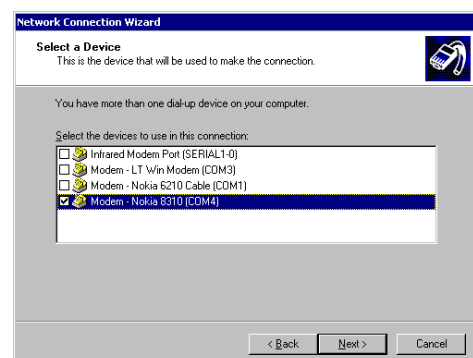 Network Connection Wizard
Select a Device
This is the device that will be used to make the connection.
You have more than one dial-up device on your computer.
Select the devices to use in this connection:
Infrared Modem Port (SERIAL1-0)
Modem - LT Win Modem (COM3)
Modem - Nokia 6210 Cable (COM1)
Modem - Nokia 8310 (COM4)
< Back Next > Cancel